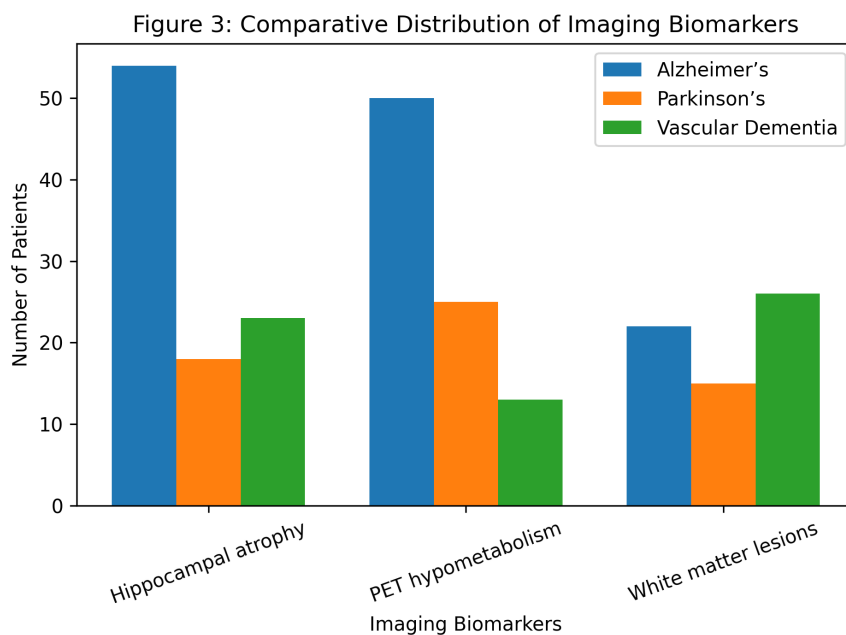 Figure 3: Comparative Distribution of Imaging Biomarkers
Alzheimer’s
Parkinson’s
Vascular Dementia
Number of Patients
50
40
30
20
10
0
Hippocampal atrophy
PET hypometabolism
White matter lesions
Imaging Biomarkers